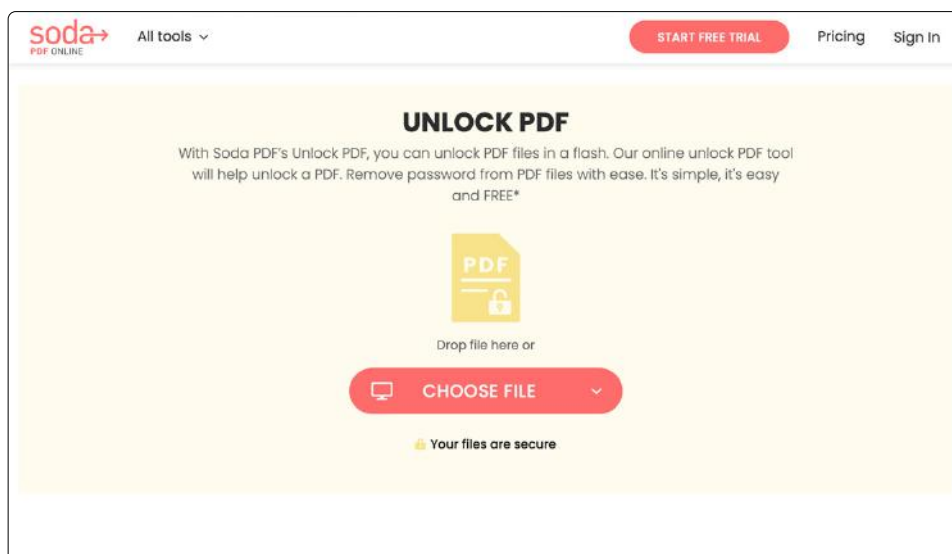 soda
PDF ONLINE
All tools
START FREE TRIAL
Pricing
Sign In
UNLOCK PDF
With Soda PDF's Unlock PDF, you can unlock PDF files in a flash. Our online unlock PDF tool
will help unlock a PDF. Remove password from PDF files with ease. It's simple, it's easy
and FREE*
PDF
Drop file here or
CHOOSE FILE
Your files are secure